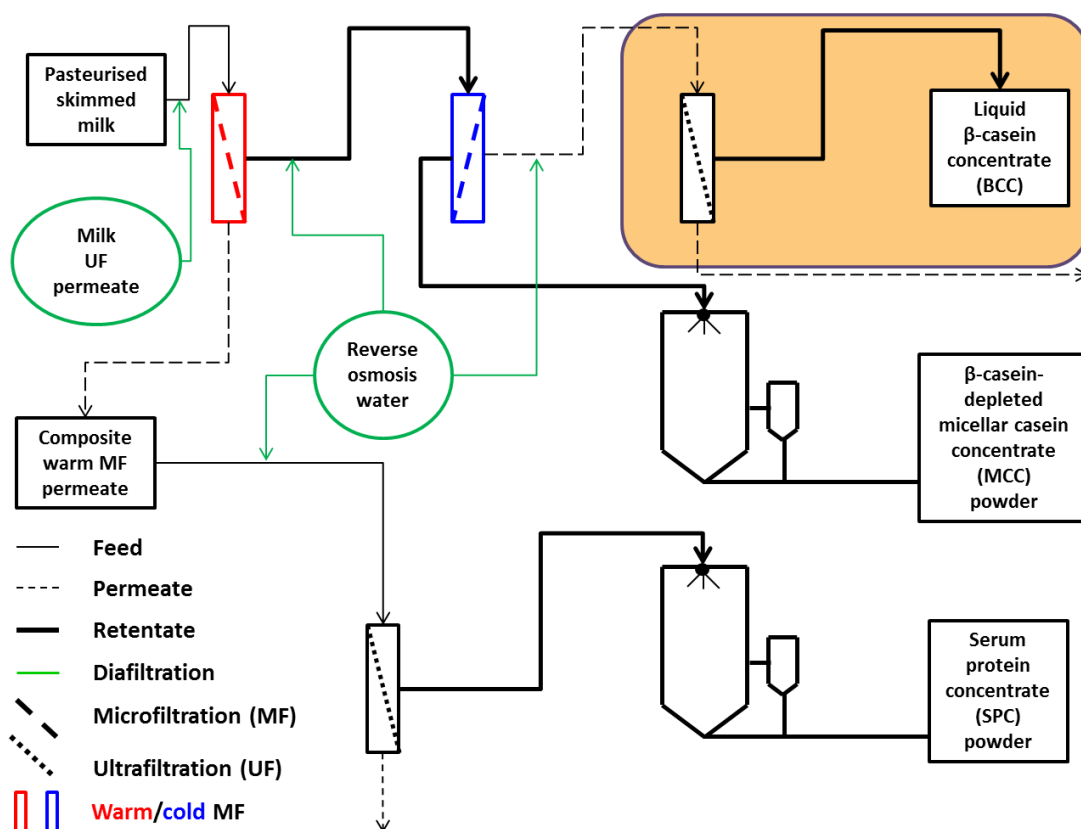 Pasteurised
skimmed
milk
Milk
UF
permeate
Reverse
osmosis
water
Liquid
β-casein
concentrate
(BCC)
Composite
warm MF
permeate
β-casein-
depleted
micellar casein
concentrate
(MCC)
powder
Feed
Permeate
Retentate
Diafiltration
Microfiltration (MF)
Ultrafiltration (UF)
Warm/cold MF
Serum
protein
concentrate
(SPC)
powder